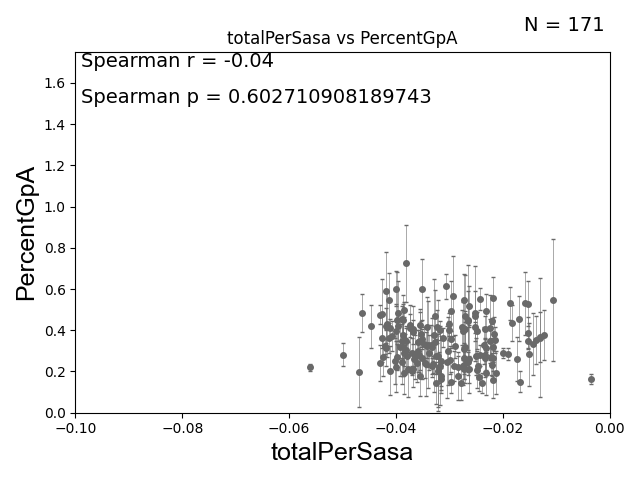 N = 171
totalPerSasa vs PercentGpA
Spearman r = -0.04
Spearman p = 0.602710908189743
PercentGpA
1.6
1.4
1.2
1.0
0.8
0.6
0.4
0.2
0.0
−0.10 −0.08 −0.06 −0.04 −0.02 0.00
totalPerSasa